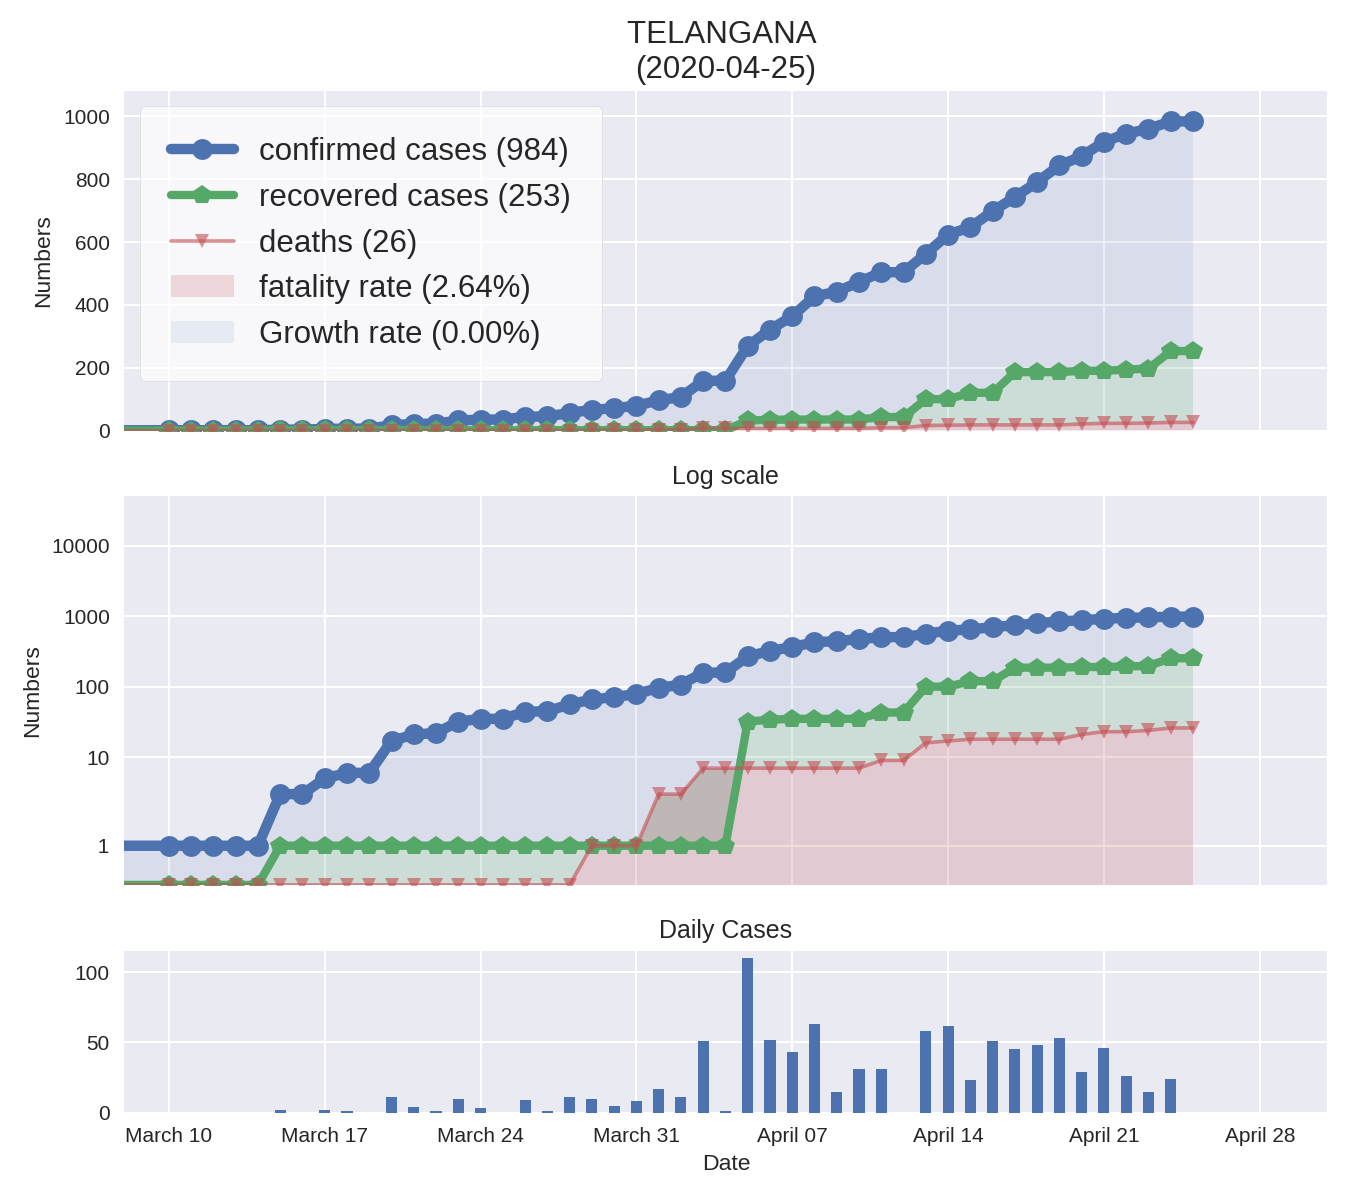 TELANGANA
(2020-04-25)
Numbers
1000
800
600
400
200
0
confirmed cases (984)
recovered cases (253)
deaths (26)
fatality rate (2.64%)
Growth rate (0.00%)
Log scale
Numbers
10000
1000
100
10
1
Daily Cases
100
50
0
March 10 March 17 March 24 March 31 April 07 April 14 April 21 April 28
Date